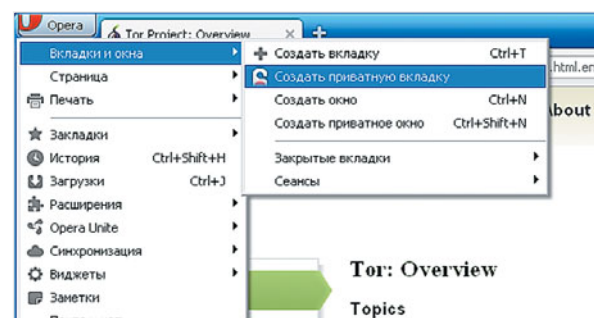 Opera
Tor Project: Overview
Вкладки и окна
Создать вкладку Ctrl+T
Страница
Создать приватную вкладку
.html.en
Печать
Создать окно Ctrl+N
About
Создать приватное окно Ctrl+Shift+N
Закладки
История Ctrl+Shift+H
Закрытые вкладки
Загрузки Ctrl+J
Сеансы
Расширения
Opera Unite
Синхронизация
Виджеты
Заметки
Tor: Overview
Topics